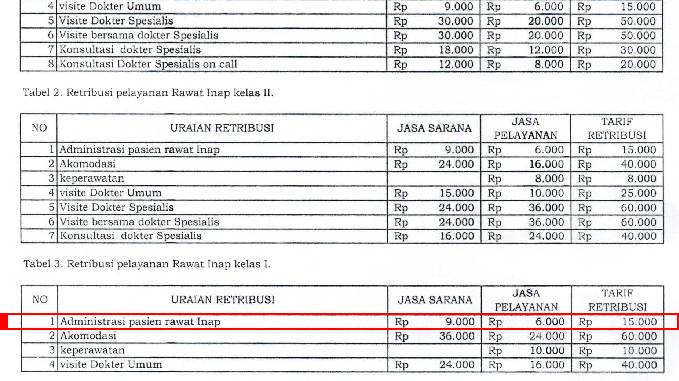 4 visite Dokter Umum Rp 9.000 Rp 6.000 Rp 15.000
5 Visite Dokter Spesialis Rp 30.000 Rp 20.000 Rp 50.000
6 Visite bersama dokter Spesialis Rp 30.000 Rp 20.000 Rp 50.000
7 Konsultasi dokter Spesialis Rp 18.000 Rp 12.000 Rp 30.000
8 Konsultasi Dokter Spesialis on call Rp 12.000 Rp 8.000 Rp 20.000
Tabel 2. Retribusi pelayanan Rawat Inap kelas II.
NO URAIAN RETRIBUSI JASA SARANA JASA PELAYANAN TARIF RETRIBUSI
1 Administrasi pasien rawat Inap Rp 9.000 Rp 6.000 Rp 15.000
2 Akomodasi Rp 24.000 Rp 16.000 Rp 40.000
3 keperawatan Rp 8.000 Rp 8.000
4 visite Dokter Umum Rp 15.000 Rp 10.000 Rp 25.000
5 Visite Dokter Spesialis Rp 24.000 Rp 36.000 Rp 60.000
6 Visite bersama dokter Spesialis Rp 24.000 Rp 36.000 Rp 60.000
7 Konsultasi dokter Spesialis Rp 16.000 Rp 24.000 Rp 40.000
Tabel 3. Retribusi pelayanan Rawat Inap kelas I.
NO URAIAN RETRIBUSI JASA SARANA JASA PELAYANAN TARIF RETRIBUSI
1 Administrasi pasien rawat Inap Rp 9.000 Rp 6.000 Rp 15.000
2 Akomodasi Rp 36.000 Rp 24.000 Rp 60.000
3 keperawatan Rp 10.000 Rp 10.000
4 visite Dokter Umum Rp 24.000 Rp 16.000 Rp 40.000